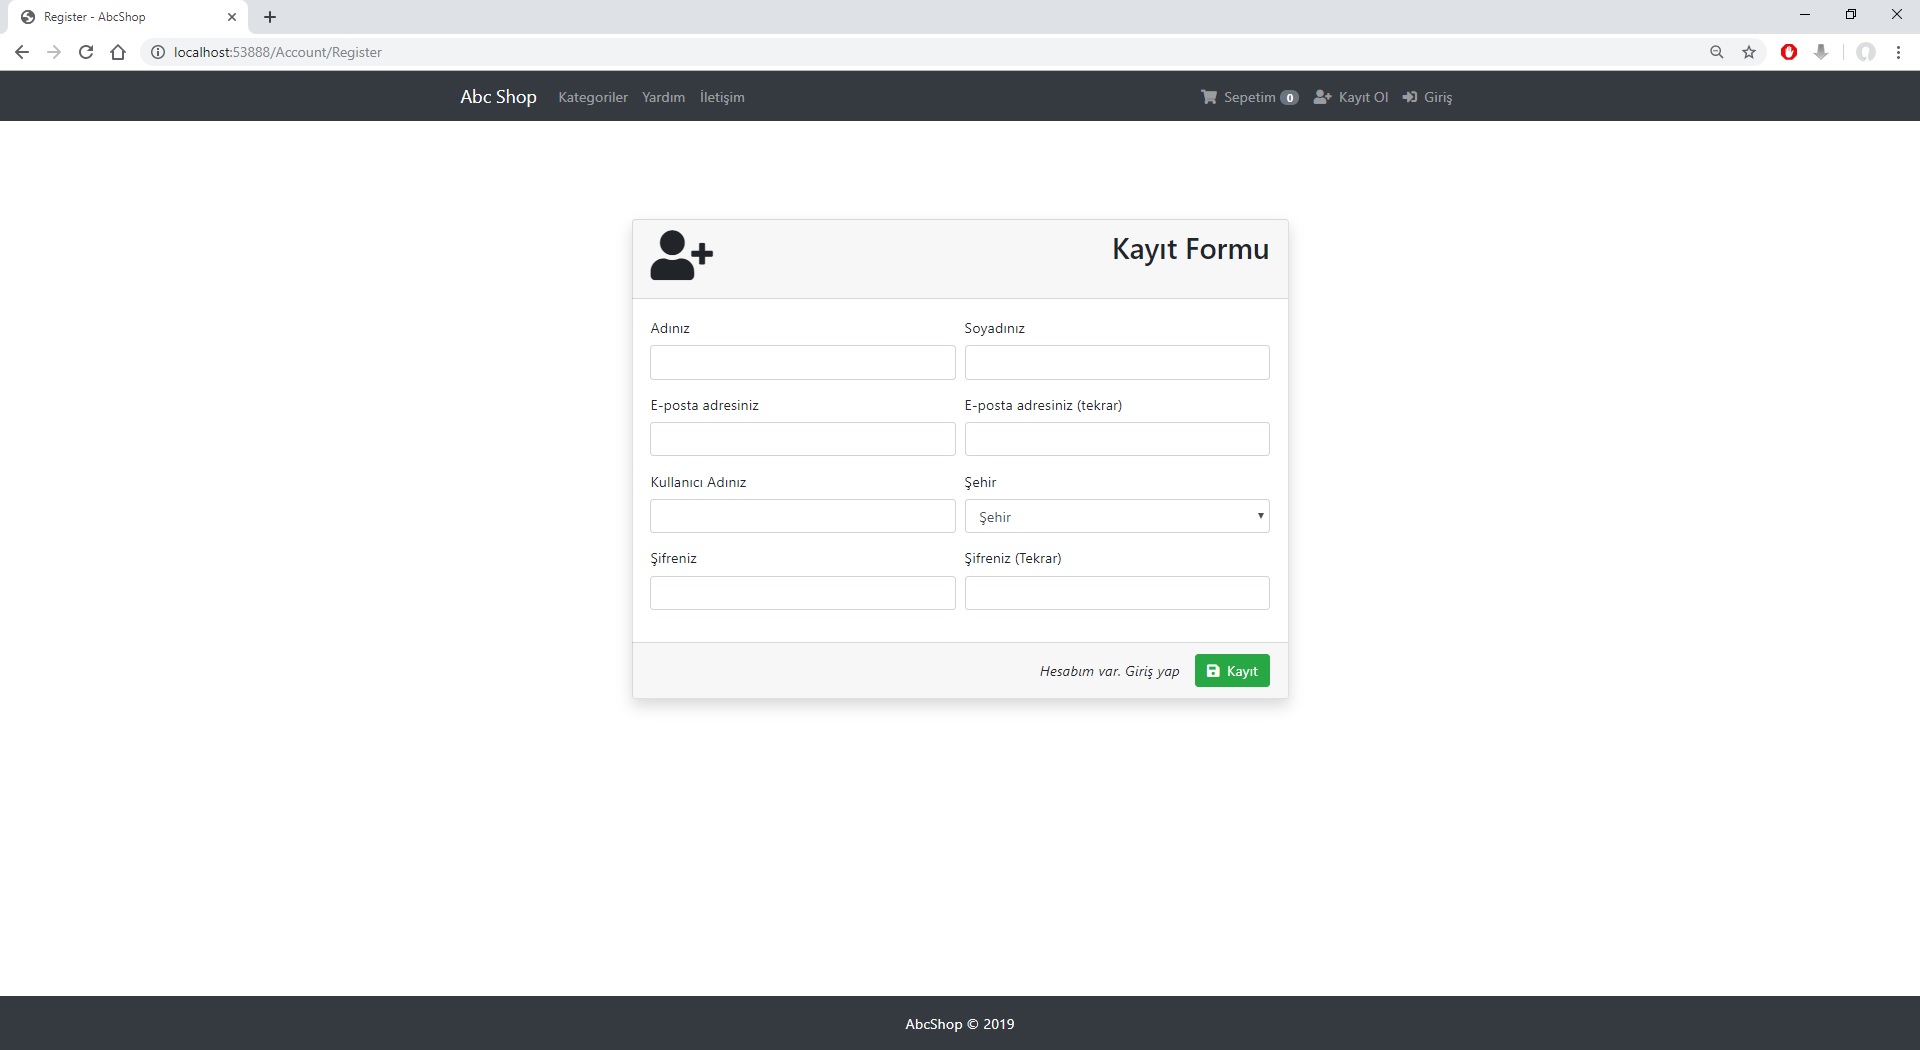 Register - AbcShop
localhost:53888/Account/Register
Abc Shop Kategoriler Yardım İletişim Sepetim 0 Kayıt Ol Giriş
Kayıt Formu
Adınız Soyadınız
E-posta adresiniz E-posta adresiniz (tekrar)
Kullanıcı Adınız Şehir
Şehir
Şifreniz Şifreniz (Tekrar)
Hesabım var. Giriş yap Kayıt
AbcShop © 2019